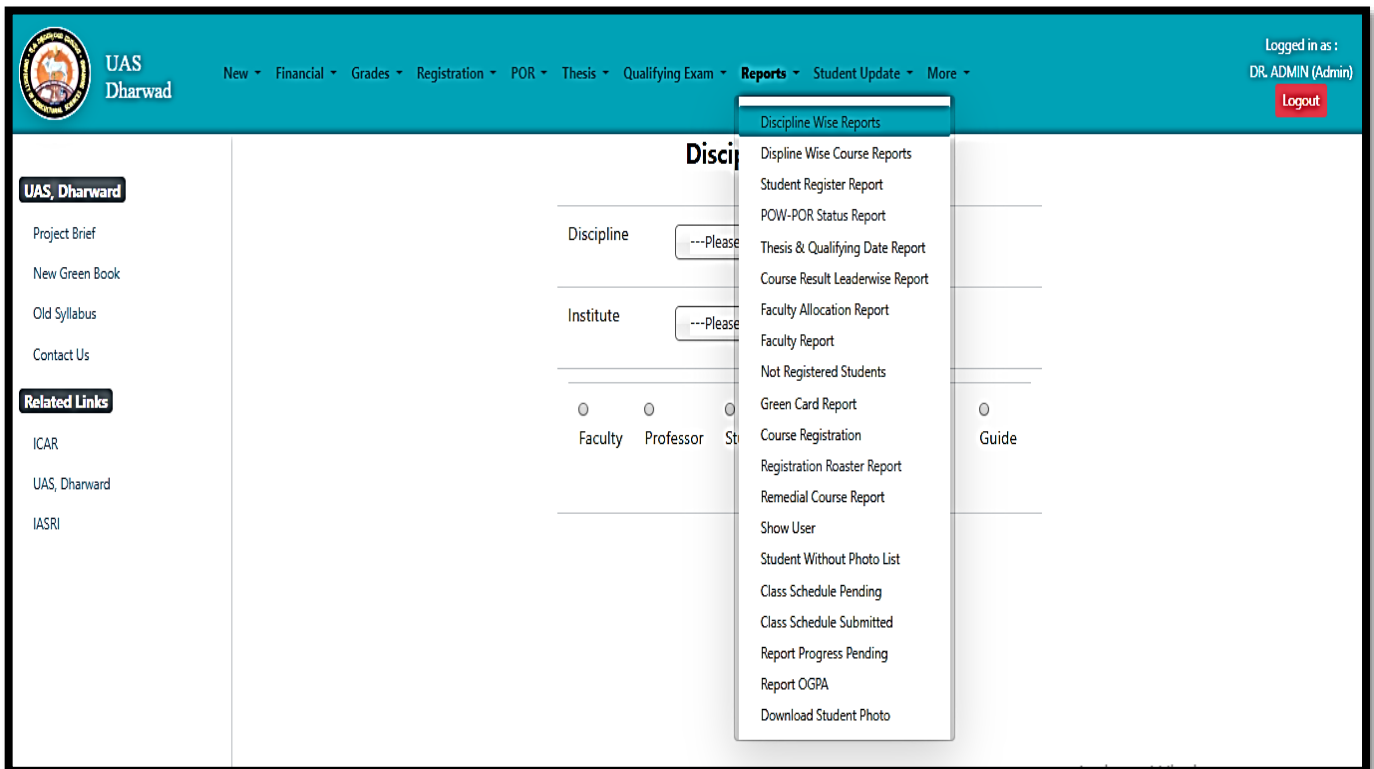 UAS
Dharwad
New Financial Grades Registration POR Thesis Qualifying Exam Reports Student Update More
Logged in as :
DR. ADMIN (Admin)
Logout
UAS, Dharward
Project Brief
New Green Book
Old Syllabus
Contact Us
Related Links
ICAR
UAS, Dharward
IASRI
Discipline
---Please
Institute
---Please
Faculty Professor Guide
Discipline Wise Reports
Displine Wise Course Reports
Student Register Report
POW-POR Status Report
Thesis & Qualifying Date Report
Course Result Leaderwise Report
Faculty Allocation Report
Faculty Report
Not Registered Students
Green Card Report
Course Registration
Registration Roaster Report
Remedial Course Report
Show User
Student Without Photo List
Class Schedule Pending
Class Schedule Submitted
Report Progress Pending
Report OGPA
Download Student Photo